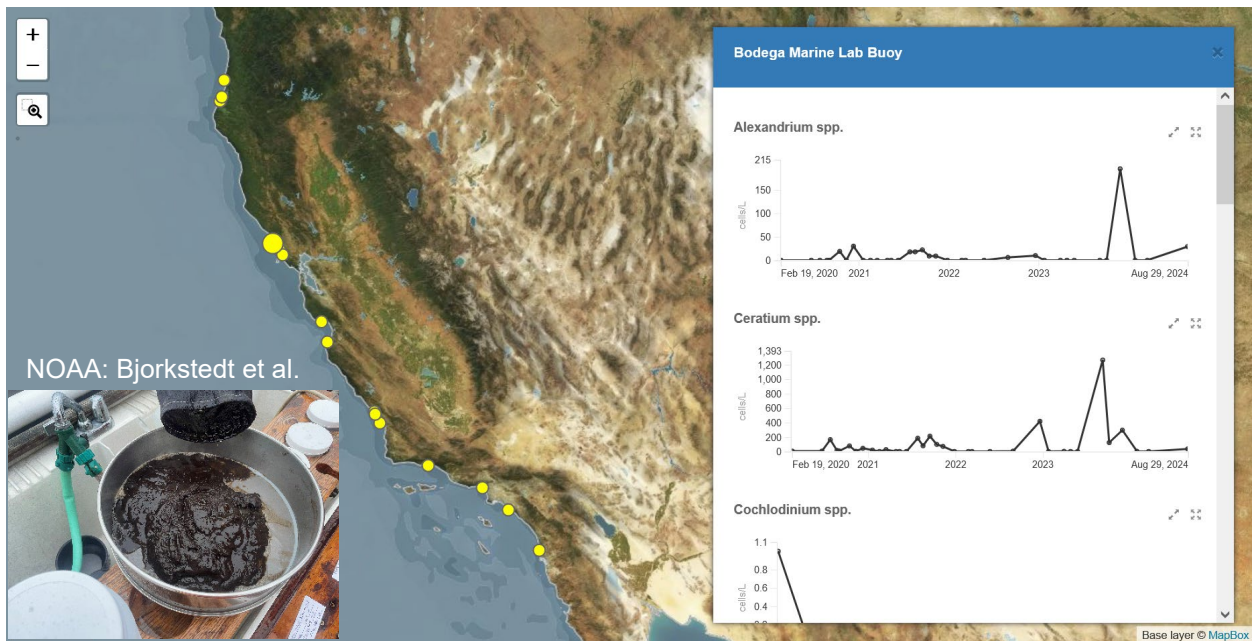 +
−
NOAA: Bjorkstedt et al.
Bodega Marine Lab Buoy
×
Alexandrium spp.
215
150
100
50
0
cells/L
Feb 19, 2020 2021 2022 2023 Aug 29, 2024
Ceratium spp.
1,393
1,200
1,000
800
600
400
200
0
cells/L
Feb 19, 2020 2021 2022 2023 Aug 29, 2024
Cochlodinium spp.
1.1
0.8
0.6
0.4
cells/L
Base layer © MapBox